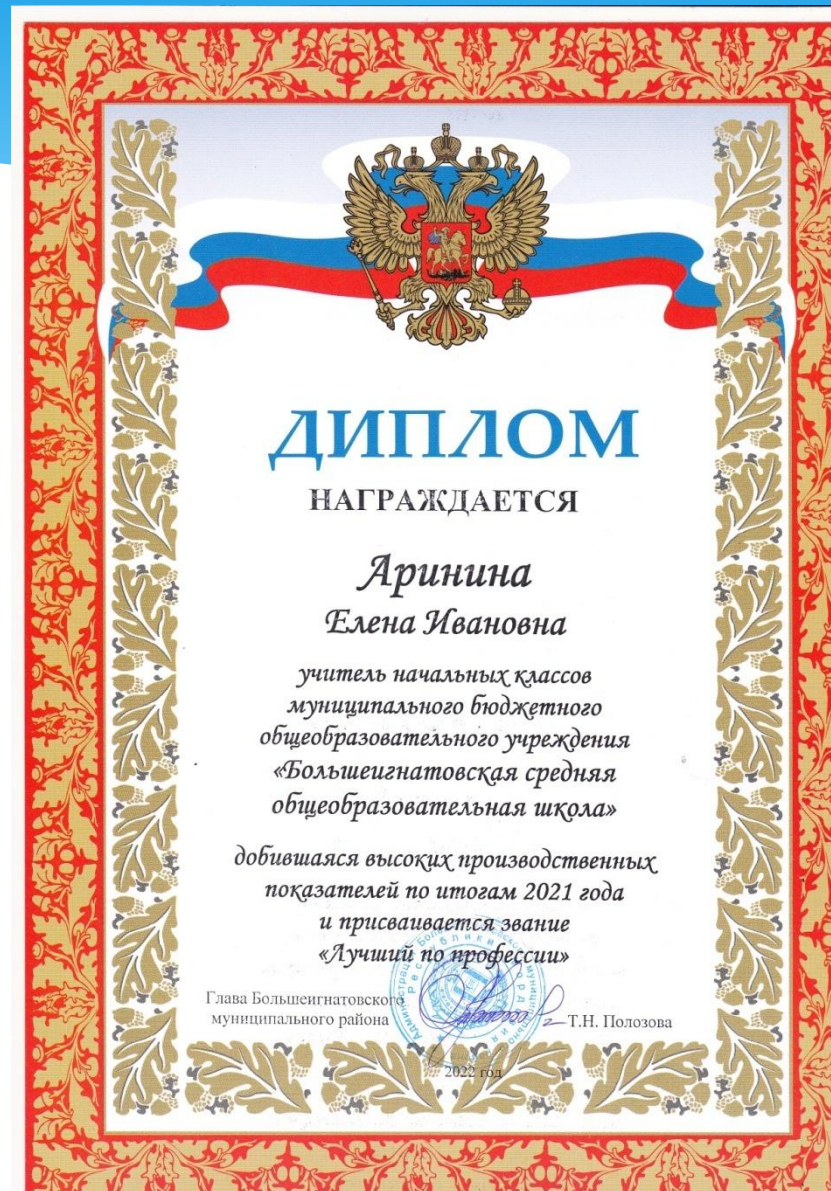 ДИПЛОМ
НАГРАЖДАЕТСЯ
Аринина
Елена Ивановна
учитель начальных классов
муниципального бюджетного
общеобразовательного учреждения
«Большеигнатовская средняя
общеобразовательная школа»
добившаяся высоких производственных
показателей по итогам 2021 года
и присваивается звание
«Лучший по профессии»
Глава Большеигнатовского
муниципального района
Т.Н. Полозова
2022 год